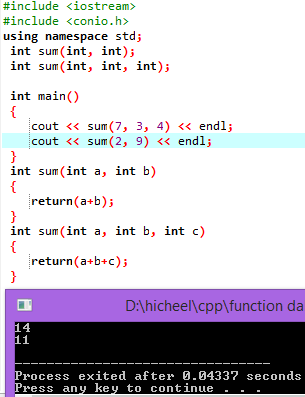 #include <iostream>
#include <conio.h>
using namespace std;
int sum(int, int);
int sum(int, int, int);
int main()
{
cout << sum(7, 3, 4) << endl;
cout << sum(2, 9) << endl;
}
int sum(int a, int b)
{
return(a+b);
}
int sum(int a, int b, int c)
{
return(a+b+c);
}
D:\hicheel\cpp\function da
14
11
--------------------------------
Process exited after 0.04337 seconds
Press any key to continue . . .